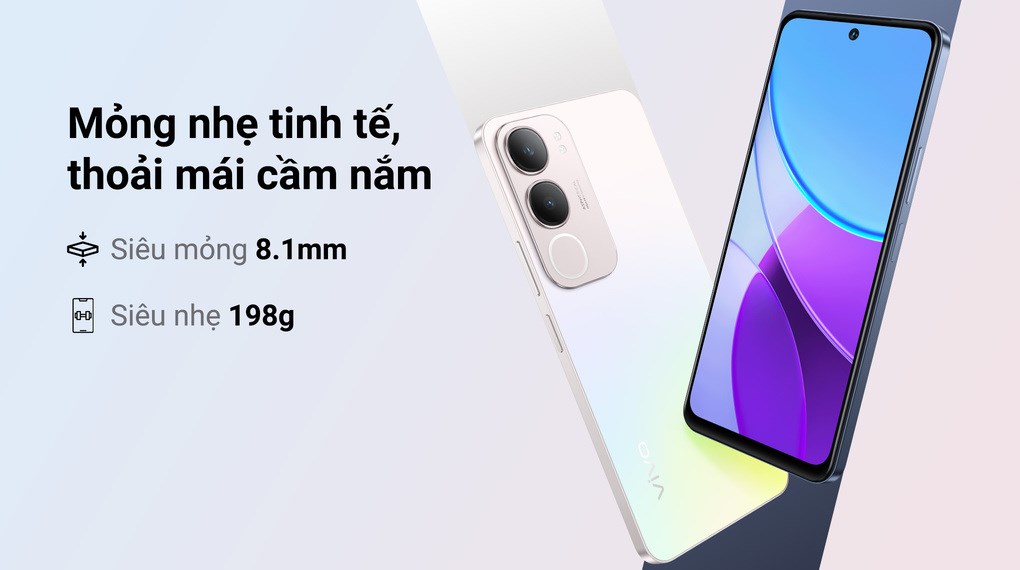 Mỏng nhẹ tinh tế,
thoải mái cầm nắm
Siêu mỏng 8.1mm
Siêu nhẹ 198g
vivo